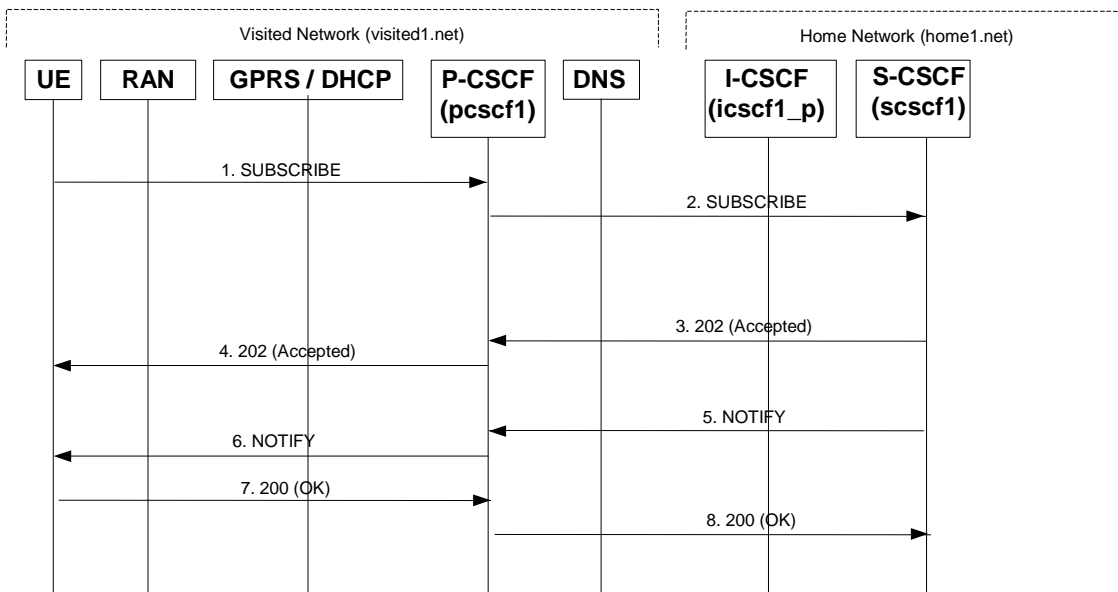 Visited Network (visited1.net)
Home Network (home1.net)
UE
RAN
GPRS / DHCP
P-CSCF
(pcscf1)
DNS
I-CSCF
(icscf1_p)
S-CSCF
(scscf1)
1. SUBSCRIBE
2. SUBSCRIBE
3. 202 (Accepted)
4. 202 (Accepted)
5. NOTIFY
6. NOTIFY
7. 200 (OK)
8. 200 (OK)